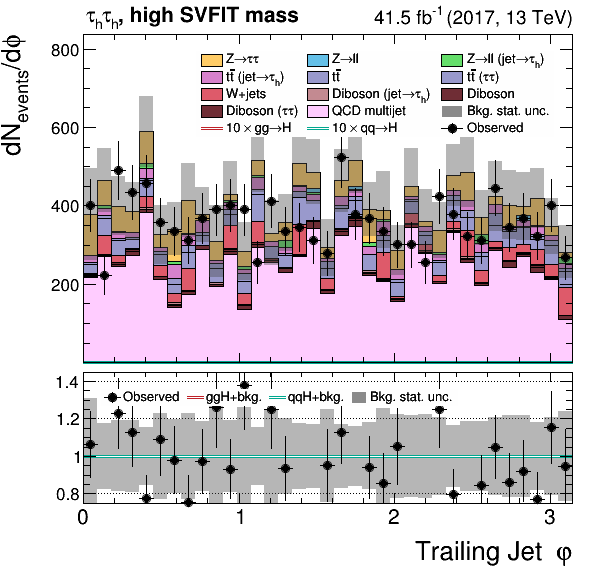 τhτh, high SVFIT mass 41.5 fb⁻¹ (2017, 13 TeV)
dNevents/dϕ
800
600
400
200
Z→ττ Z→ll Z→ll (jet→τh)
tt̄ (jet→τh) tt̄ tt̄ (ττ)
W+jets Diboson (jet→τh) Diboson
Diboson (ττ) QCD multijet Bkg. stat. unc.
10 × gg→H 10 × qq→H Observed
1.4
1.2
1
0.8
Observed ggH+bkg. qqH+bkg. Bkg. stat. unc.
0 1 2 3
Trailing Jet φ